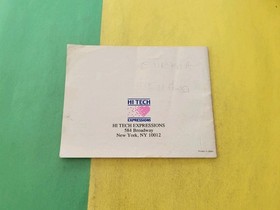 HI TECH
EXPRESSIONS
HI TECH EXPRESSIONS
584 Broadway
New York, NY 10012